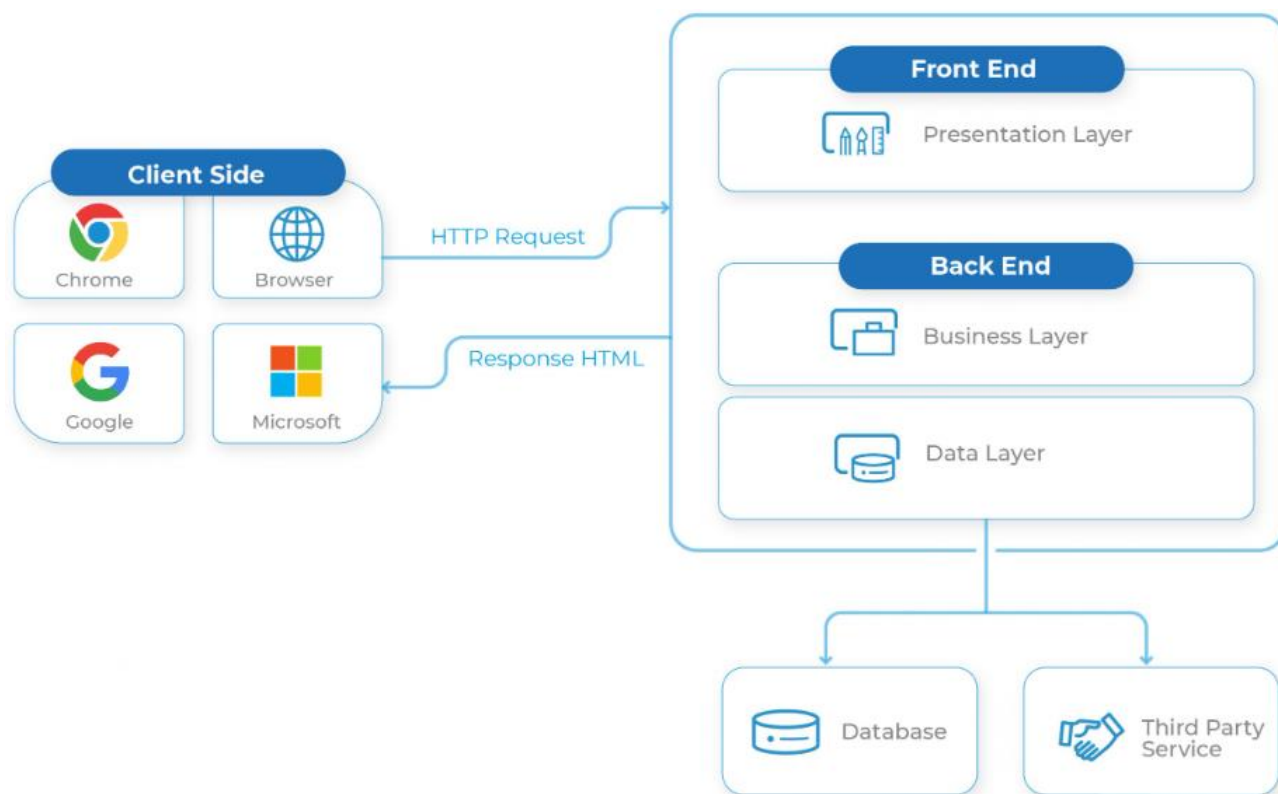 Front End
Presentation Layer
Client Side
Chrome
Browser
HTTP Request
Back End
Business Layer
Response HTML
Google
Microsoft
Data Layer
Database
Third Party
Service